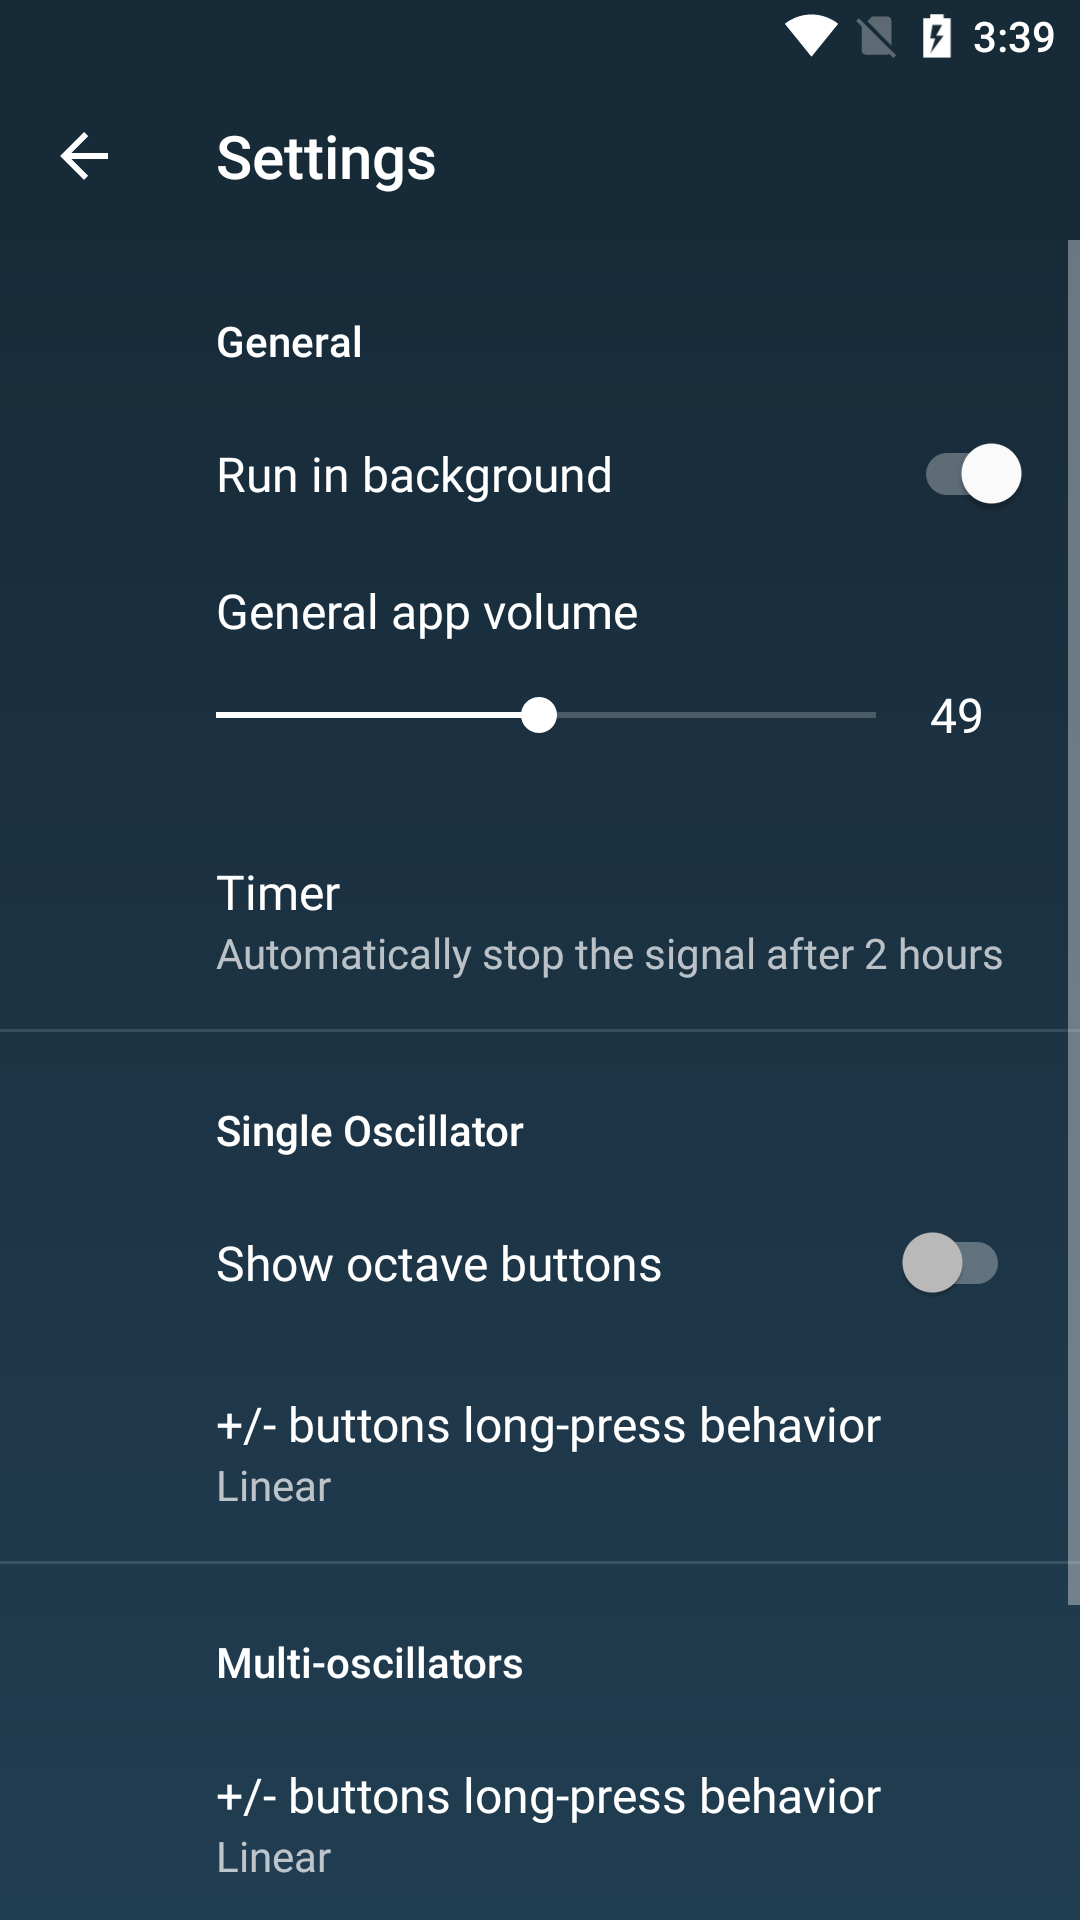 3:39
Settings
General
Run in background
General app volume
49
Timer
Automatically stop the signal after 2 hours
Single Oscillator
Show octave buttons
+/- buttons long-press behavior
Linear
Multi-oscillators
+/- buttons long-press behavior
Linear